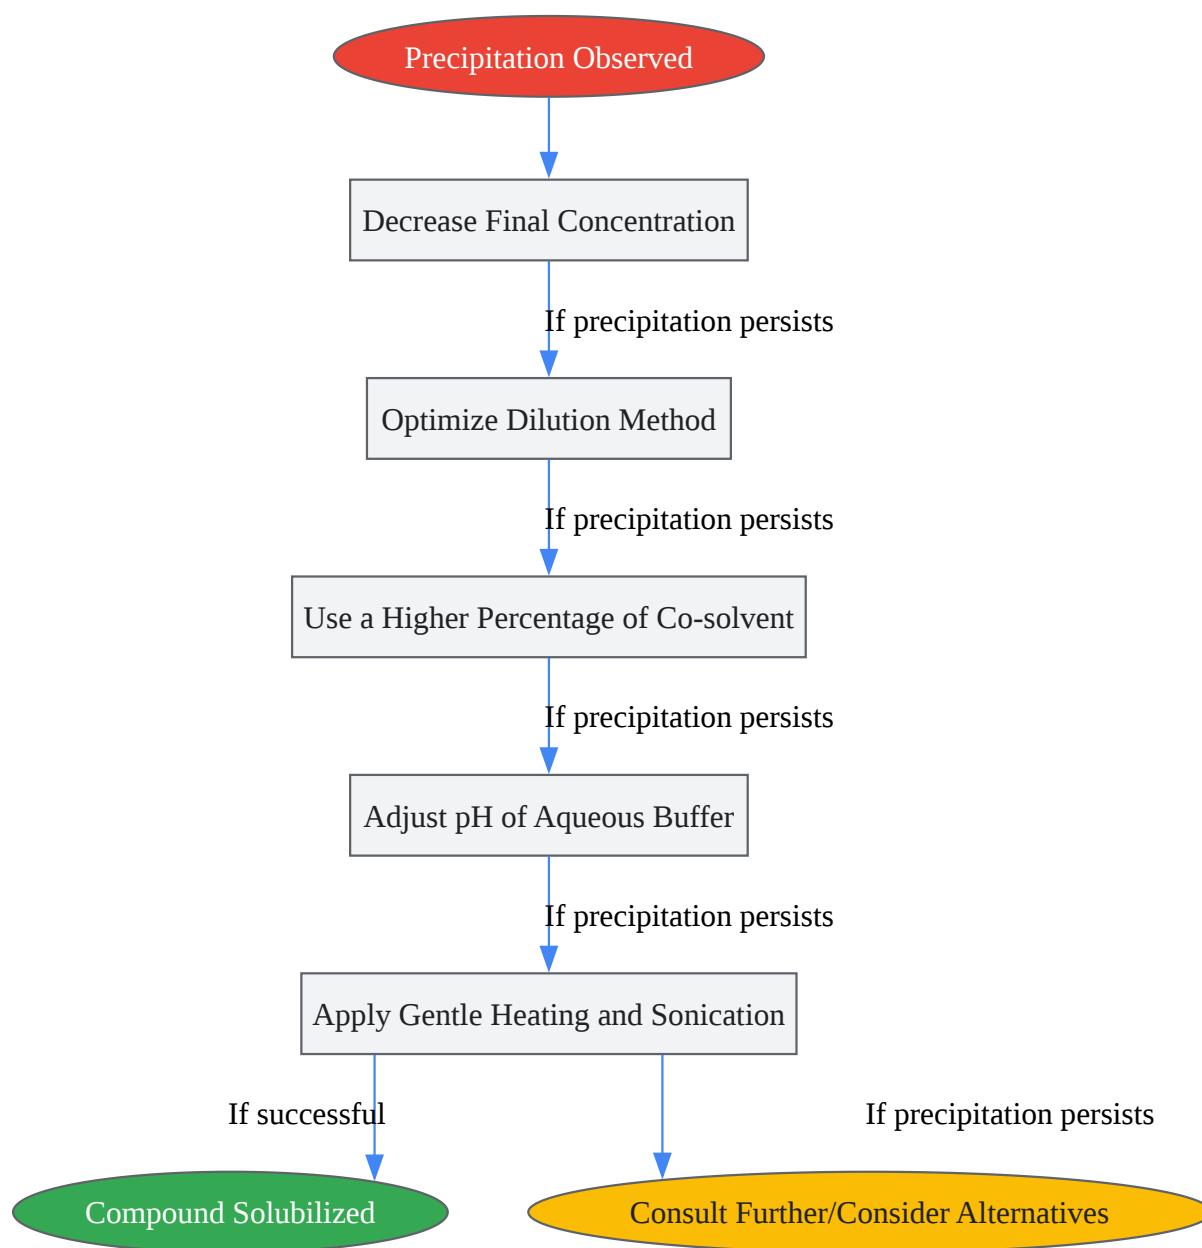 Precipitation Observed
Decrease Final Concentration
If precipitation persists
Optimize Dilution Method
If precipitation persists
Use a Higher Percentage of Co-solvent
If precipitation persists
Adjust pH of Aqueous Buffer
If precipitation persists
Apply Gentle Heating and Sonication
If successful
If precipitation persists
Compound Solubilized
Consult Further/Consider Alternatives